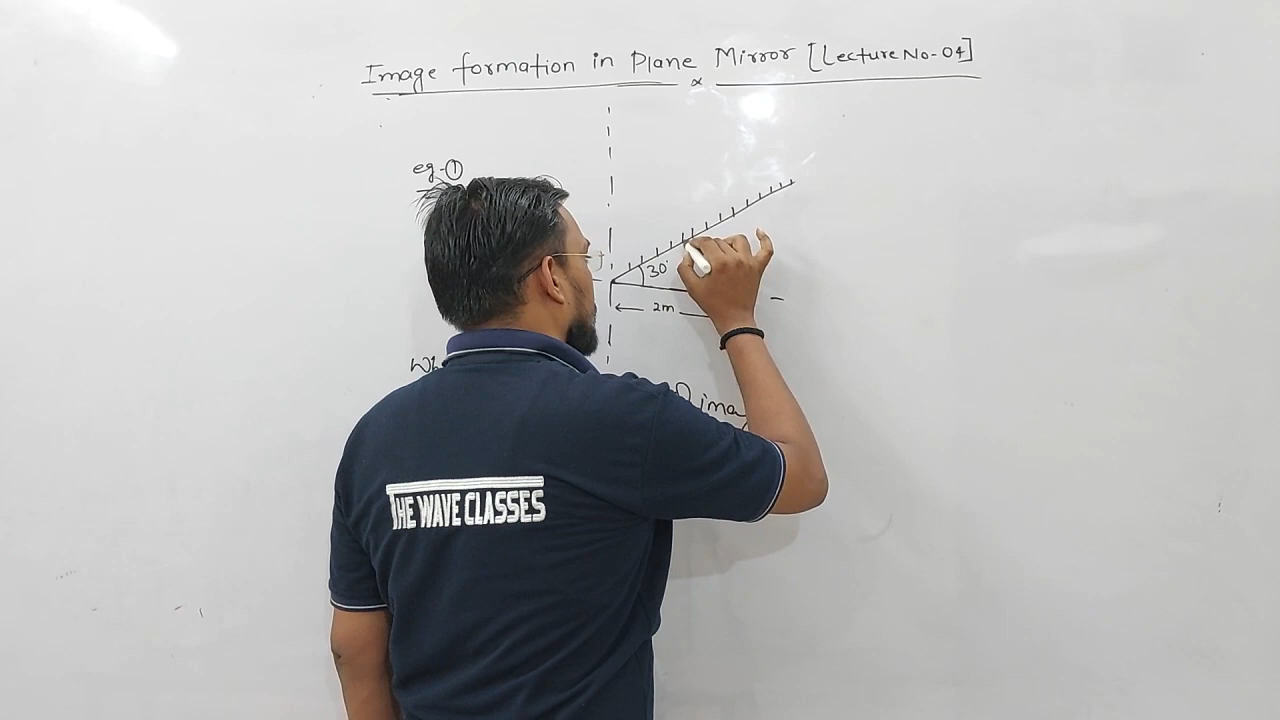 Image formation in Plane Mirror [Lecture No-04]
eg-①
30°
2m
THE WAVE CLASSES